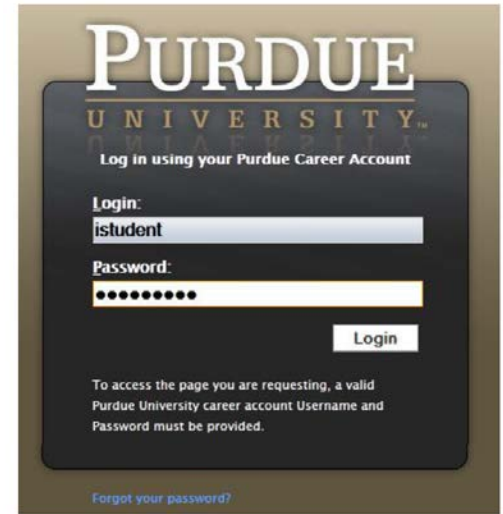 PURDUE
UNIVERSITY™
Log in using your Purdue Career Account
Login:
istudent
Password:
●●●●●●●●●
Login
To access the page you are requesting, a valid
Purdue University career account Username and
Password must be provided.
Forgot your password?